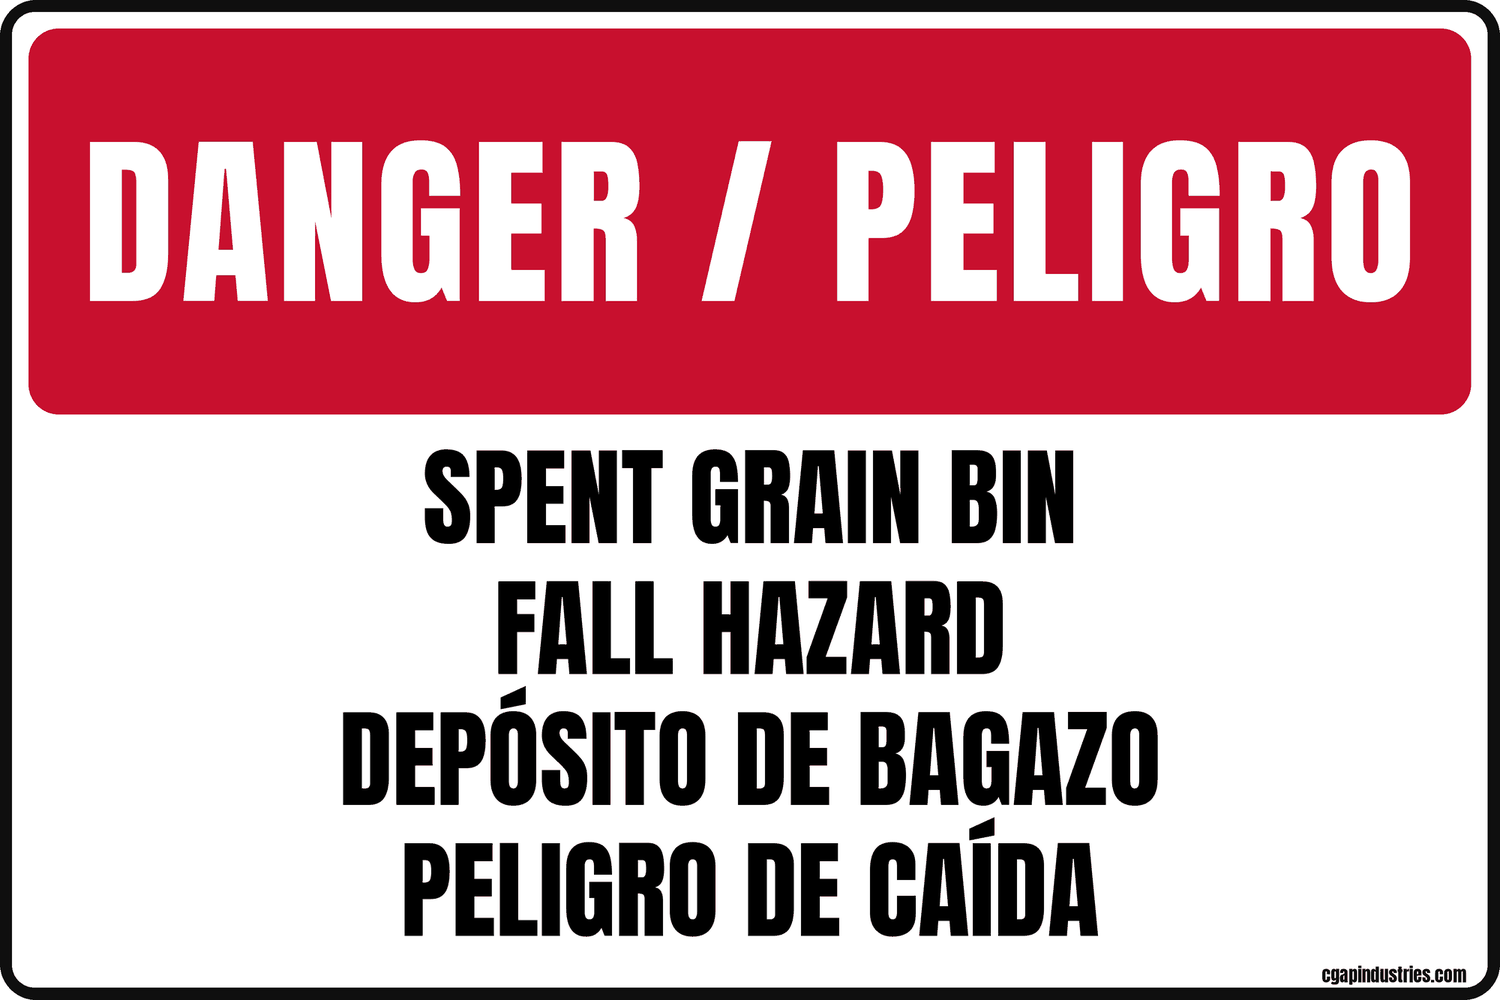 DANGER / PELIGRO
SPENT GRAIN BIN
FALL HAZARD
DEPÓSITO DE BAGAZO
PELIGRO DE CAÍDA
cgapindustries.com